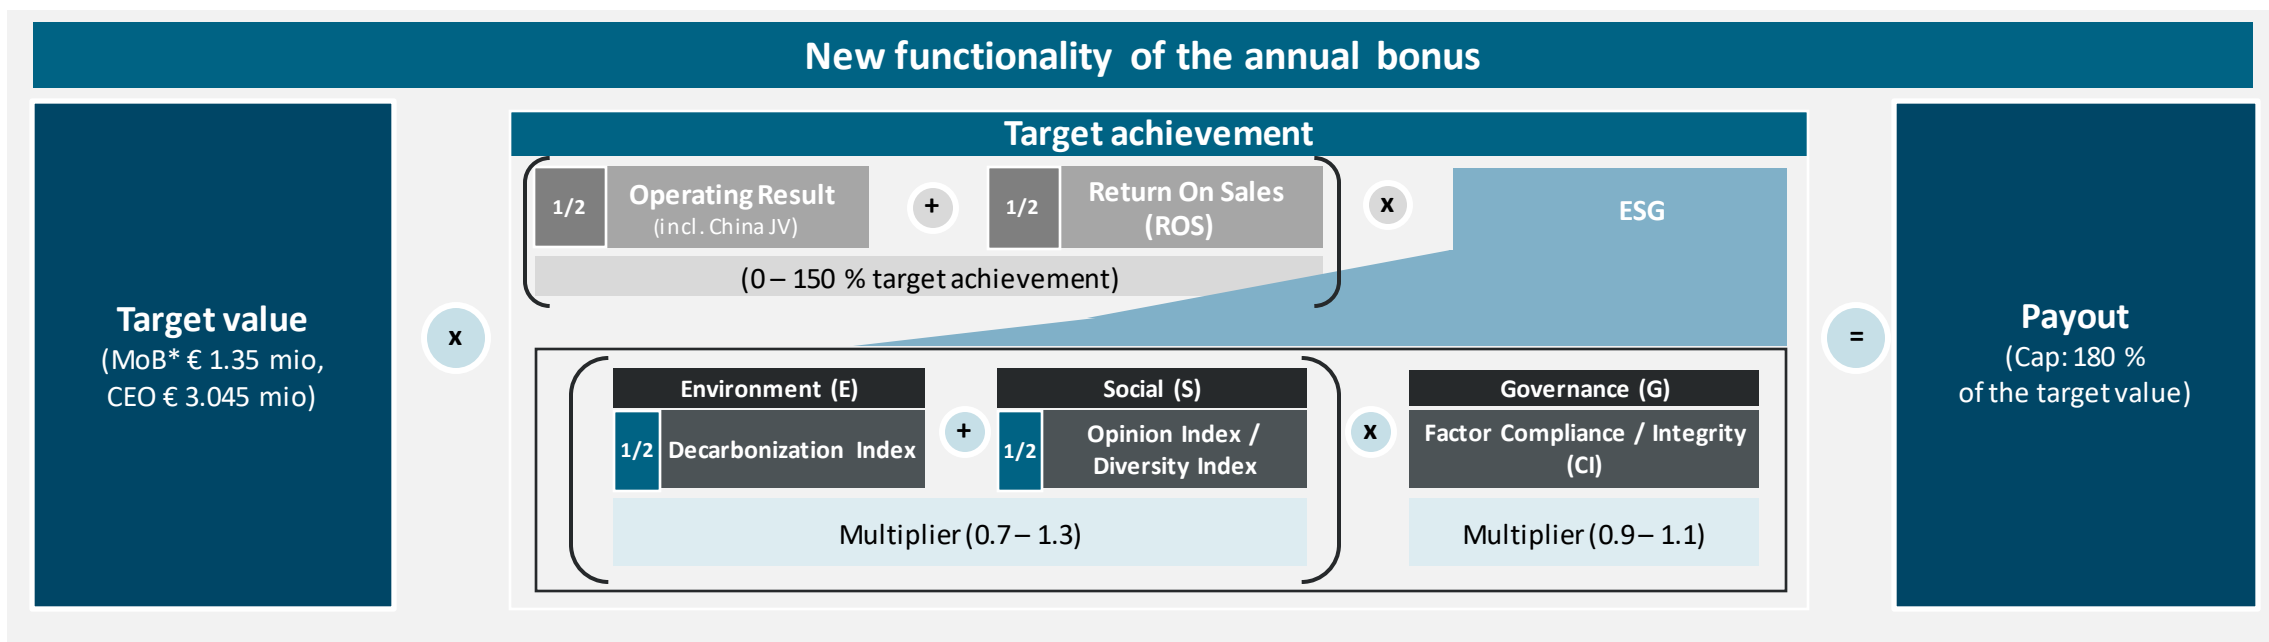 New functionality of the annual bonus
Target value
(MoB* € 1.35 mio,
CEO € 3.045 mio)
x
Target achievement
1/2
Operating Result
(incl. China JV)
+
1/2
Return On Sales
(ROS)
x
ESG
(0 – 150 % target achievement)
Environment (E)
1/2
Decarbonization Index
+
Social (S)
1/2
Opinion Index /
Diversity Index
x
Governance (G)
Factor Compliance / Integrity
(CI)
Multiplier (0.7 – 1.3)
Multiplier (0.9 – 1.1)
=
Payout
(Cap: 180 %
of the target value)